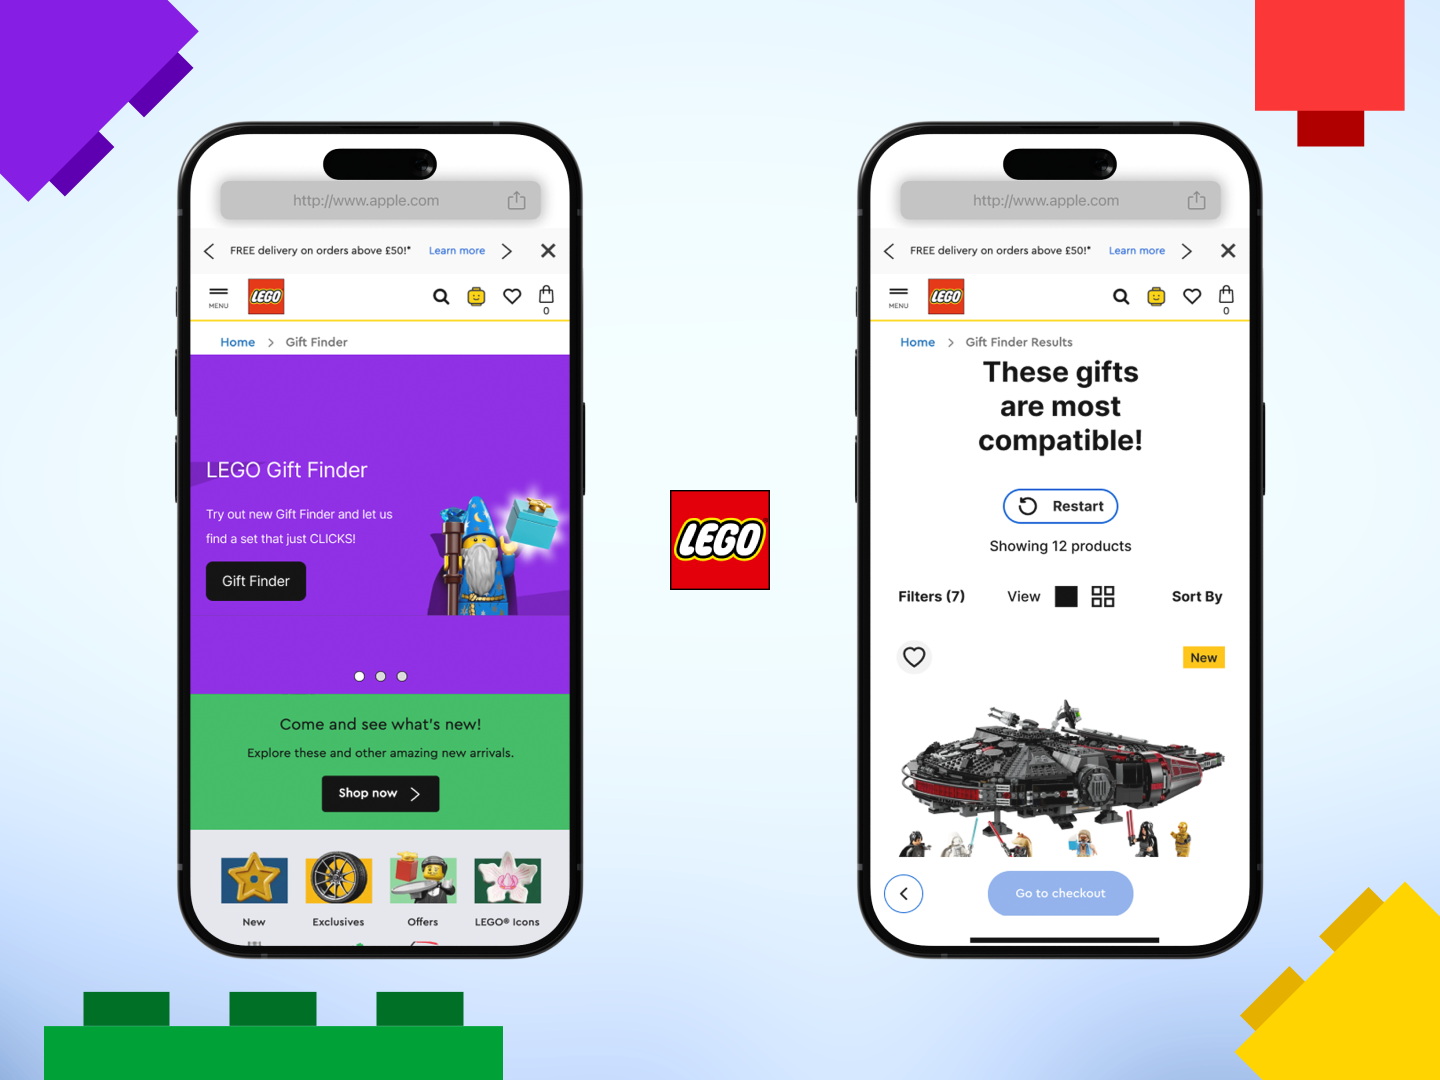 http://www.apple.com
FREE delivery on orders above £50!* Learn more
MENU
LEGO
0
Home > Gift Finder
LEGO Gift Finder
Try out new Gift Finder and let us
find a set that just CLICKS!
Gift Finder
Come and see what's new!
Explore these and other amazing new arrivals.
Shop now
New Exclusives Offers LEGO® Icons
LEGO
http://www.apple.com
FREE delivery on orders above £50!* Learn more
MENU
LEGO
0
Home > Gift Finder Results
These gifts
are most
compatible!
Restart
Showing 12 products
Filters (7) View Sort By
New
Go to checkout